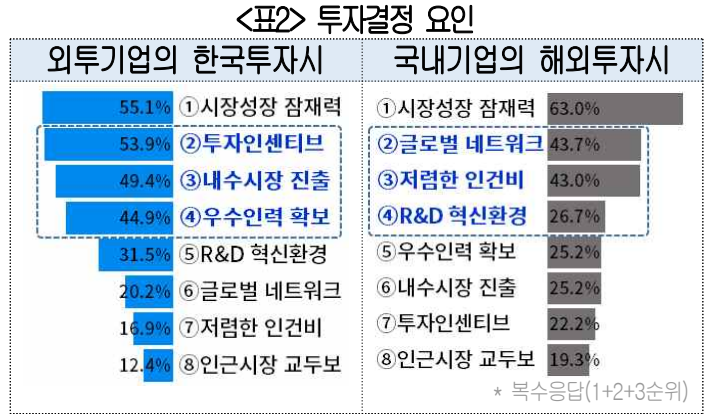 <표2> 투자결정 요인
외투기업의 한국투자시
55.1% ①시장성장 잠재력
53.9% ②투자인센티브
49.4% ③내수시장 진출
44.9% ④우수인력 확보
31.5% ⑤R&D 혁신환경
20.2% ⑥글로벌 네트워크
16.9% ⑦저렴한 인건비
12.4% ⑧인근시장 교두보
국내기업의 해외투자시
①시장성장 잠재력 63.0%
②글로벌 네트워크 43.7%
③저렴한 인건비 43.0%
④R&D 혁신환경 26.7%
⑤우수인력 확보 25.2%
⑥내수시장 진출 25.2%
⑦투자인센티브 22.2%
⑧인근시장 교두보 19.3%
* 복수응답(1+2+3순위)